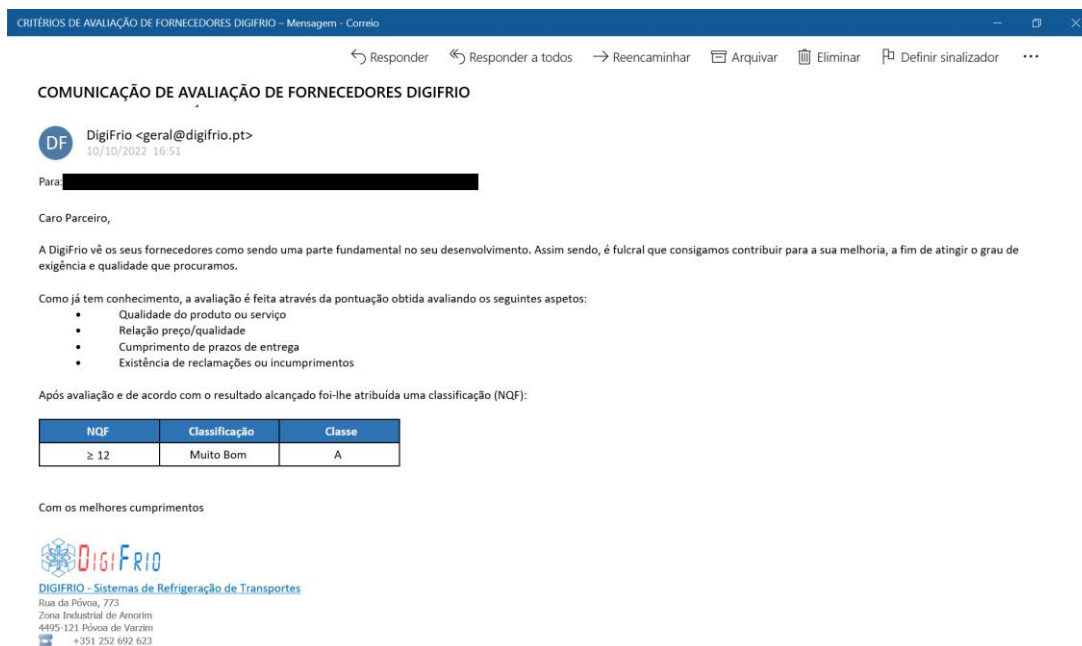 CRITÉRIOS DE AVALIAÇÃO DE FORNECEDORES DIGIFRIO – Mensagem - Correio
Responder Responder a todos Reencaminhar Arquivar Eliminar Definir sinalizador
COMUNICAÇÃO DE AVALIAÇÃO DE FORNECEDORES DIGIFRIO
DF
DigiFrio <geral@digifrio.pt>
10/10/2022 16:51
Para:
Caro Parceiro,
A DigiFrio vê os seus fornecedores como sendo uma parte fundamental no seu desenvolvimento. Assim sendo, é fulcral que consigamos contribuir para a sua melhoria, a fim de atingir o grau de
exigência e qualidade que procuramos.
Como já tem conhecimento, a avaliação é feita através da pontuação obtida avaliando os seguintes aspetos:
• Qualidade do produto ou serviço
• Relação preço/qualidade
• Cumprimento de prazos de entrega
• Existência de reclamações ou incumprimentos
Após avaliação e de acordo com o resultado alcançado foi-lhe atribuída uma classificação (NQF):
NQF Classificação Classe
≥ 12 Muito Bom A
Com os melhores cumprimentos
DIGIFRIO
DIGIFRIO - Sistemas de Refrigeração de Transportes
Rua da Póvoa, 773
Zona Industrial de Amorim
4495-121 Póvoa de Varzim
+351 252 692 623